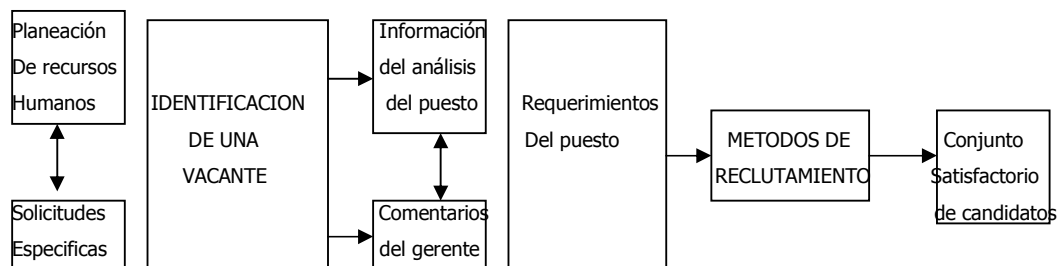 Planeación
De recursos
Humanos
Solicitudes
Especificas
IDENTIFICACION
DE UNA
VACANTE
Información
del análisis
del puesto
Comentarios
del gerente
Requerimientos
Del puesto
METODOS DE
RECLUTAMIENTO
Conjunto
Satisfactorio
de candidatos